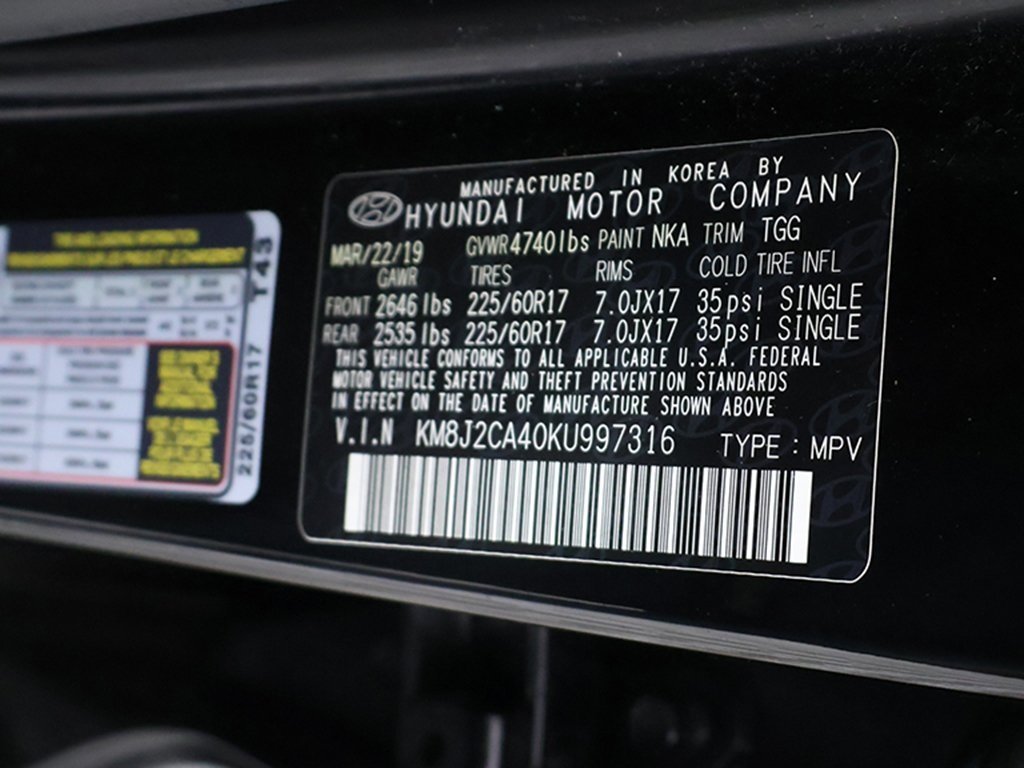 MANUFACTURED IN KOREA BY
HYUNDAI MOTOR COMPANY
MAR/22/19 GVWR 4740lbs PAINT NKA TRIM TGG
GAWR TIRES RIMS COLD TIRE INFL
FRONT 2646 lbs 225/60R17 7.0JX17 35psi SINGLE
REAR 2535 lbs 225/60R17 7.0JX17 35psi SINGLE
THIS VEHICLE CONFORMS TO ALL APPLICABLE U.S.A. FEDERAL
MOTOR VEHICLE SAFETY AND THEFT PREVENTION STANDARDS
IN EFFECT ON THE DATE OF MANUFACTURE SHOWN ABOVE
V.I.N KM8J2CA40KU997316 TYPE : MPV
225/60R17 T43